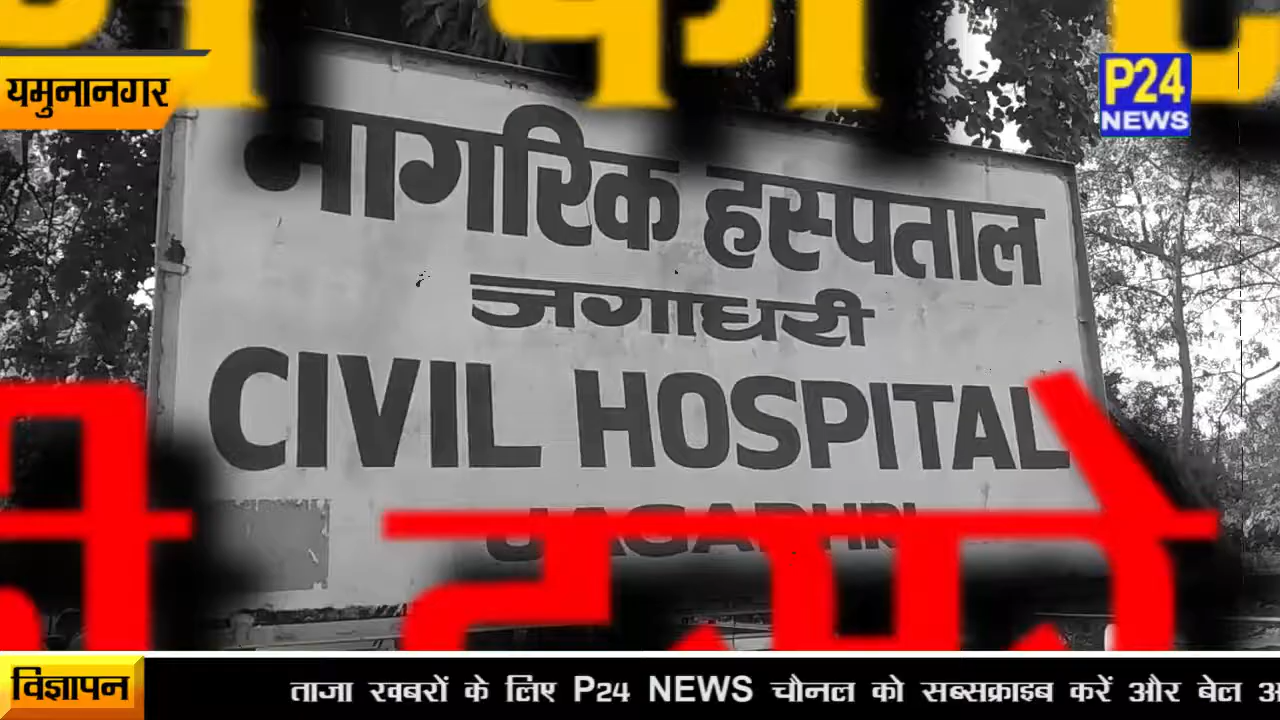 यमुनानगर
P24
NEWS
नागरिक हस्पताल
जगाधरी
CIVIL HOSPITAL
JAGADHRI
विज्ञापन
ताजा खबरों के लिए P24 NEWS चौनल को सब्सक्राइब करें और बेल